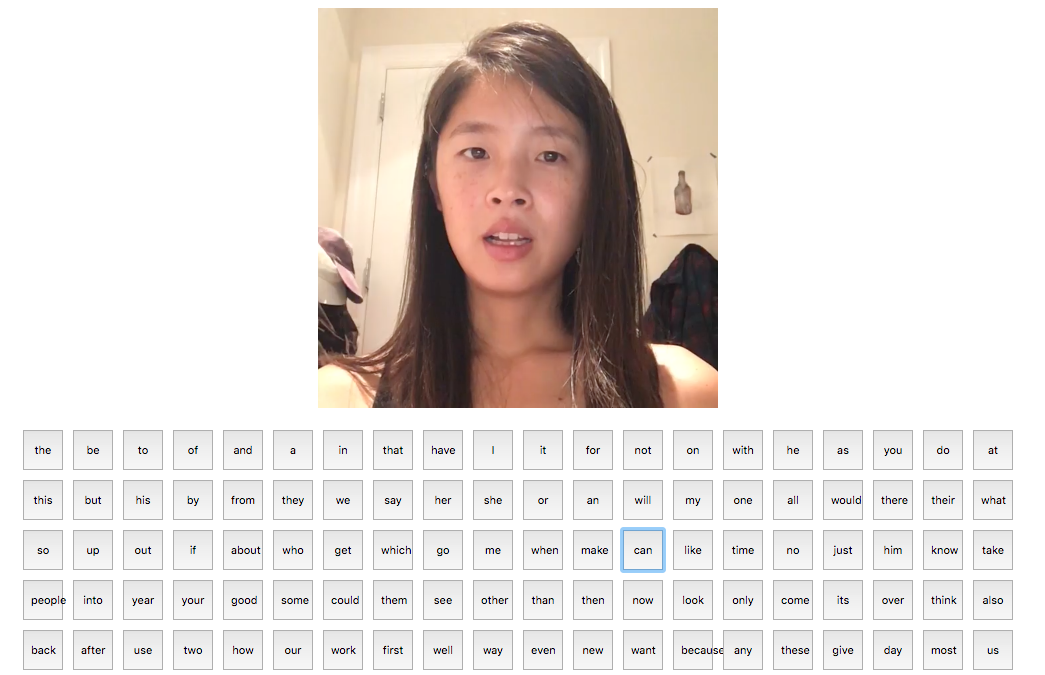 the be to of and a in that have I it for not on with he as you do at
this but his by from they we say her she or an will my one all would there their what
so up out if about who get which go me when make can like time no just him know take
people into year your good some could them see other than then now look only come its over think also
back after use two how our work first well way even new want because any these give day most us